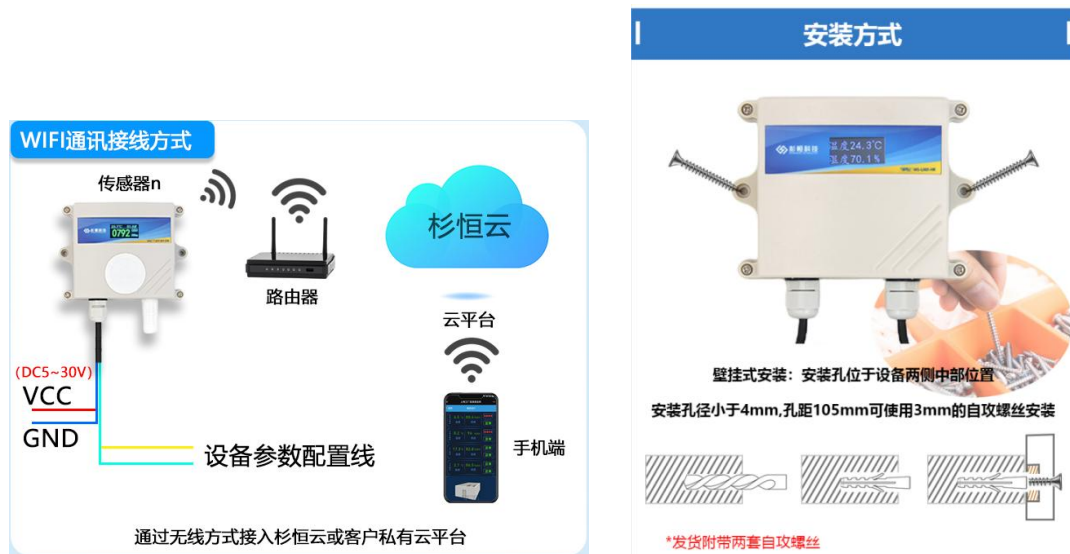 WIFI通讯接线方式
传感器n
0792
路由器
杉恒云
云平台
(DC5~30V)
VCC
GND
设备参数配置线
手机端
通过无线方式接入杉恒云或客户私有云平台
安装方式
温度24.3℃
湿度70.1%
壁挂式安装：安装孔位于设备两侧中部位置
安装孔径小于4mm,孔距105mm可使用3mm的自攻螺丝安装
*发货附带两套自攻螺丝